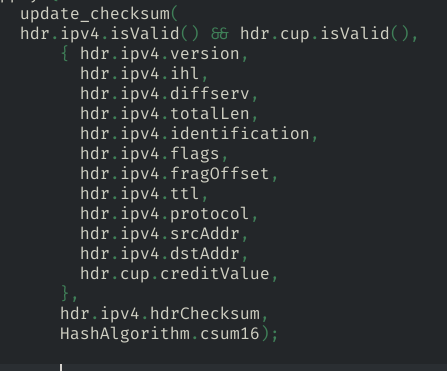 update_checksum(
hdr.ipv4.isValid() && hdr.cup.isValid(),
{ hdr.ipv4.version,
hdr.ipv4.ihl,
hdr.ipv4.diffserv,
hdr.ipv4.totalLen,
hdr.ipv4.identification,
hdr.ipv4.flags,
hdr.ipv4.fragOffset,
hdr.ipv4.ttl,
hdr.ipv4.protocol,
hdr.ipv4.srcAddr,
hdr.ipv4.dstAddr,
hdr.cup.creditValue,
},
hdr.ipv4.hdrChecksum,
HashAlgorithm.csum16);